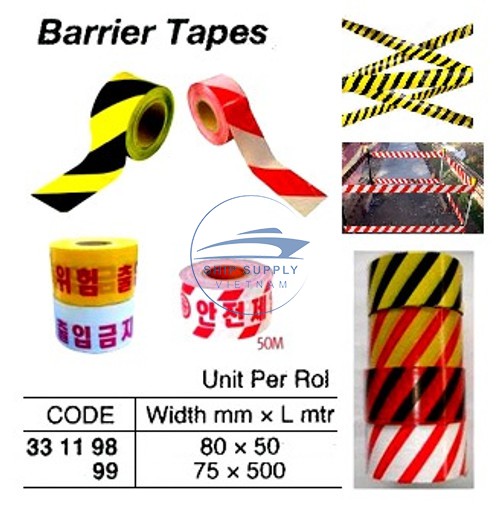 Barrier Tapes
SHIP SUPPLY
VIETNAM
위험출
출입금지
안전제
50M
Unit Per Rol
CODE Width mm × L mtr
33 11 98 80 × 50
99 75 × 500